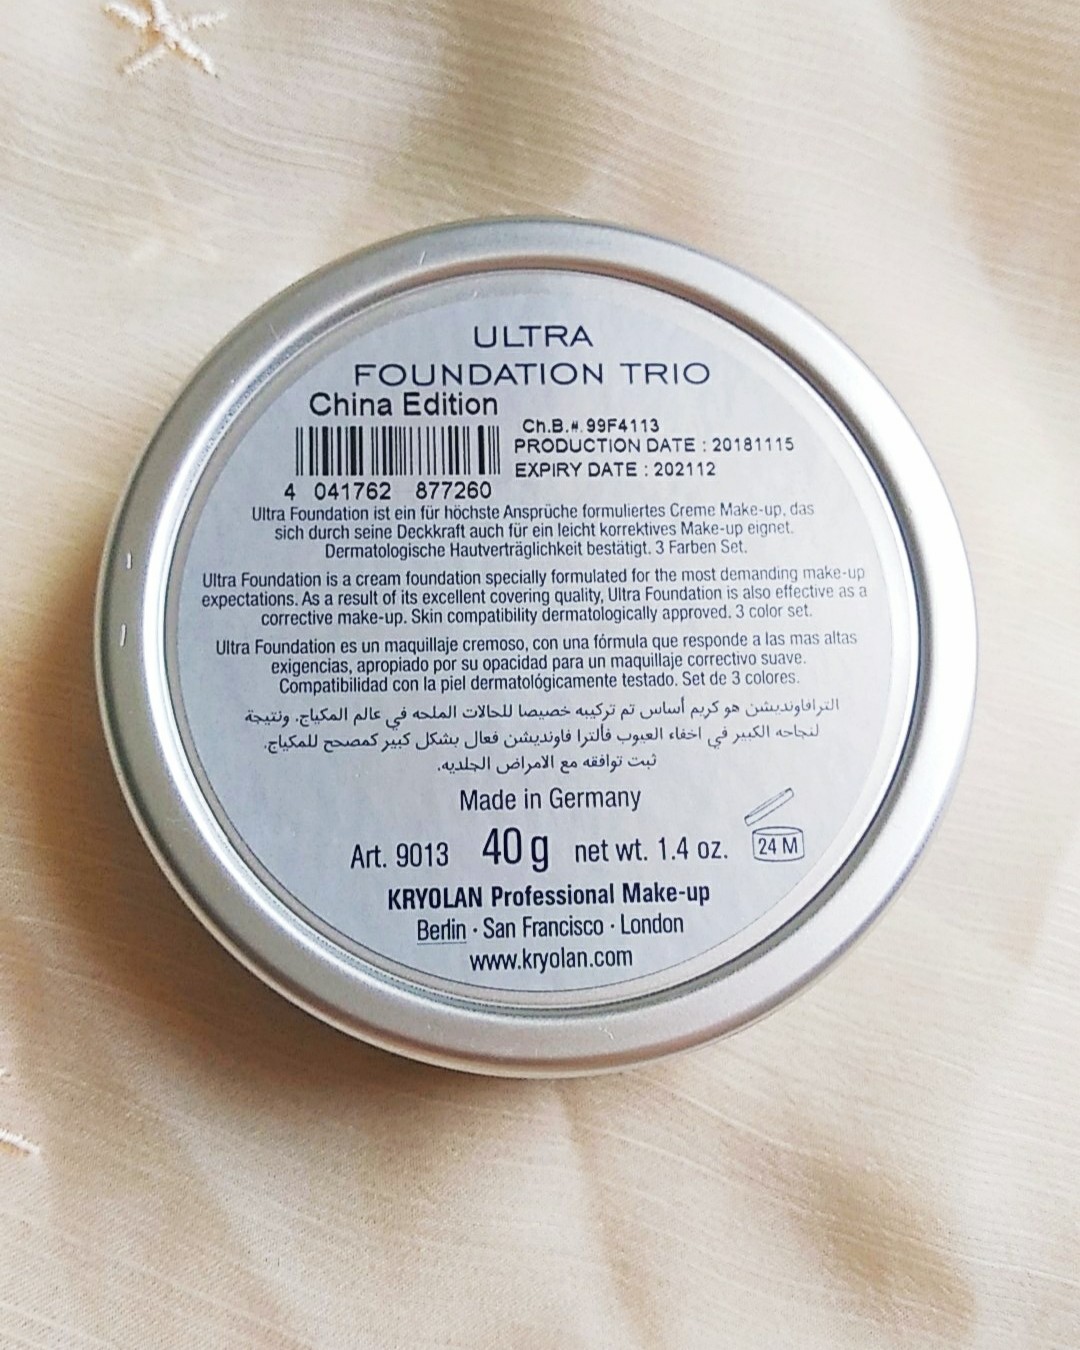 ULTRA
FOUNDATION TRIO
China Edition
Ch.B.#. 99F4113
PRODUCTION DATE : 20181115
EXPIRY DATE : 202112
4 041762 877260
Ultra Foundation ist ein für höchste Ansprüche formuliertes Creme Make-up, das
sich durch seine Deckkraft auch für ein leicht korrektives Make-up eignet.
Dermatologische Hautverträglichkeit bestätigt. 3 Farben Set.
Ultra Foundation is a cream foundation specially formulated for the most demanding make-up
expectations. As a result of its excellent covering quality, Ultra Foundation is also effective as a
corrective make-up. Skin compatibility dermatologically approved. 3 color set.
Ultra Foundation es un maquillaje cremoso, con una fórmula que responde a las mas altas
exigencias, apropiado por su opacidad para un maquillaje correctivo suave.
Compatibilidad con la piel dermatológicamente testado. Set de 3 colores.
الترافاونديشن هو كريم أساس تم تركيبه خصيصا للحالات الملحه في عالم المكياج. ونتيجة
لنجاحه الكبير في اخفاء العيوب فألترا فاونديشن فعال بشكل كبير كمصحح للمكياج.
ثبت توافقه مع الامراض الجلديه.
Made in Germany
Art. 9013 40 g net wt. 1.4 oz. 24 M
KRYOLAN Professional Make-up
Berlin · San Francisco · London
www.kryolan.com